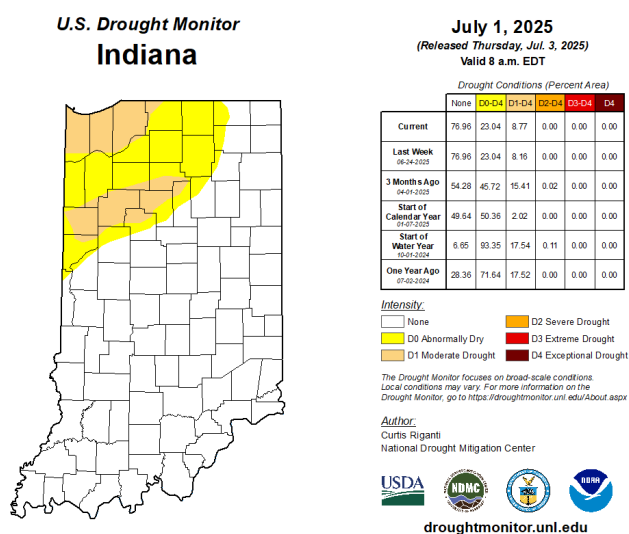 U.S. Drought Monitor
Indiana
July 1, 2025
(Released Thursday, Jul. 3, 2025)
Valid 8 a.m. EDT
Drought Conditions (Percent Area)
None D0-D4 D1-D4 D2-D4 D3-D4 D4
Current 76.96 23.04 8.77 0.00 0.00 0.00
Last Week
06-24-2025 76.96 23.04 8.16 0.00 0.00 0.00
3 Months Ago
04-01-2025 54.28 45.72 15.41 0.02 0.00 0.00
Start of
Calendar Year
01-07-2025 49.64 50.36 2.02 0.00 0.00 0.00
Start of
Water Year
10-01-2024 6.65 93.35 17.54 0.11 0.00 0.00
One Year Ago
07-02-2024 28.36 71.64 17.52 0.00 0.00 0.00
Intensity:
None
D0 Abnormally Dry
D1 Moderate Drought
D2 Severe Drought
D3 Extreme Drought
D4 Exceptional Drought
The Drought Monitor focuses on broad-scale conditions.
Local conditions may vary. For more information on the
Drought Monitor, go to https://droughtmonitor.unl.edu/About.aspx
Author:
Curtis Riganti
National Drought Mitigation Center
USDA
NDMC
NOAA
droughtmonitor.unl.edu